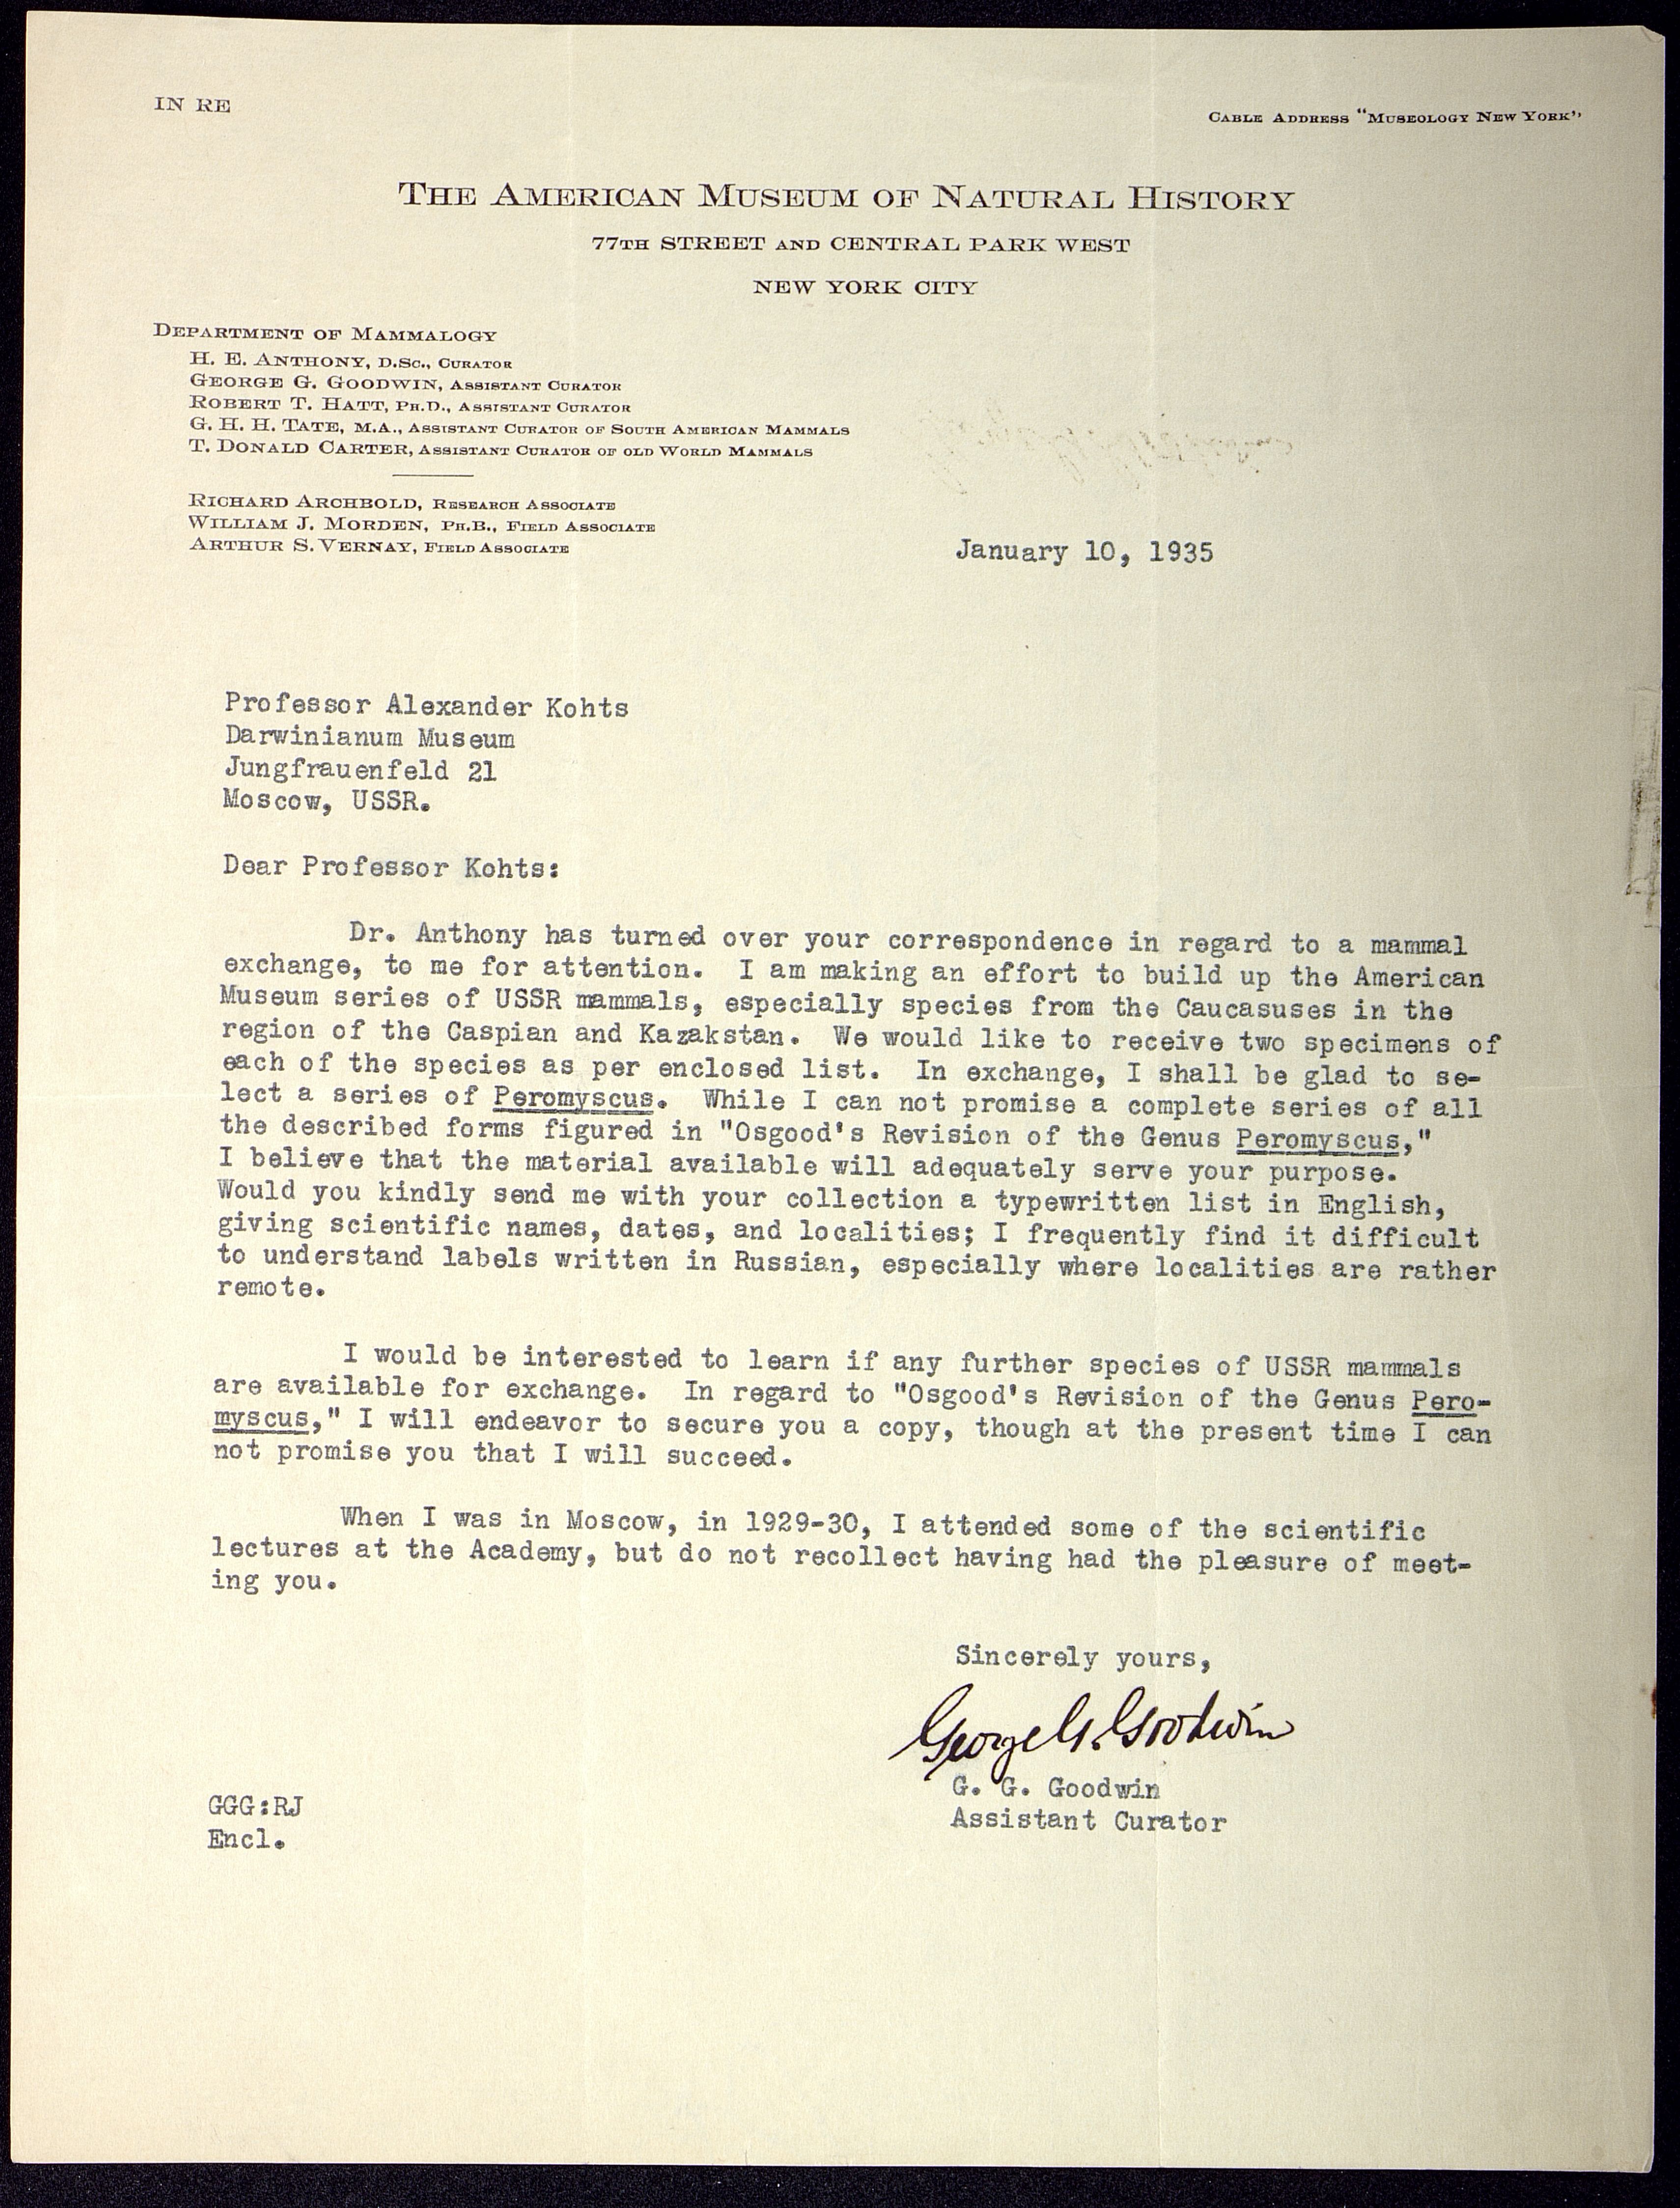 IN RE
CABLE ADDRESS "MUSEOLOGY NEW YORK"
THE AMERICAN MUSEUM OF NATURAL HISTORY
77TH STREET AND CENTRAL PARK WEST
NEW YORK CITY
DEPARTMENT OF MAMMALOGY
H. E. ANTHONY, D.Sc., CURATOR
GEORGE G. GOODWIN, ASSISTANT CURATOR
ROBERT T. HATT, PH.D., ASSISTANT CURATOR
G. H. H. TATE, M.A., ASSISTANT CURATOR OF SOUTH AMERICAN MAMMALS
T. DONALD CARTER, ASSISTANT CURATOR OF OLD WORLD MAMMALS
RICHARD ARCHBOLD, RESEARCH ASSOCIATE
WILLIAM J. MORDEN, PH.B., FIELD ASSOCIATE
ARTHUR S. VERNAY, FIELD ASSOCIATE
January 10, 1935
Professor Alexander Kohts
Darwinianum Museum
Jungfrauenfeld 21
Moscow, USSR.
Dear Professor Kohts:
Dr. Anthony has turned over your correspondence in regard to a mammal
exchange, to me for attention. I am making an effort to build up the American
Museum series of USSR mammals, especially species from the Caucasuses in the
region of the Caspian and Kazakstan. We would like to receive two specimens of
each of the species as per enclosed list. In exchange, I shall be glad to se-
lect a series of Peromyscus. While I can not promise a complete series of all
the described forms figured in "Osgood's Revision of the Genus Peromyscus,"
I believe that the material available will adequately serve your purpose.
Would you kindly send me with your collection a typewritten list in English,
giving scientific names, dates, and localities; I frequently find it difficult
to understand labels written in Russian, especially where localities are rather
remote.
I would be interested to learn if any further species of USSR mammals
are available for exchange. In regard to "Osgood's Revision of the Genus Pero-
myscus," I will endeavor to secure you a copy, though at the present time I can
not promise you that I will succeed.
When I was in Moscow, in 1929-30, I attended some of the scientific
lectures at the Academy, but do not recollect having had the pleasure of meet-
ing you.
Sincerely yours,
George G. Goodwin
G. G. Goodwin
Assistant Curator
GGG:RJ
Encl.